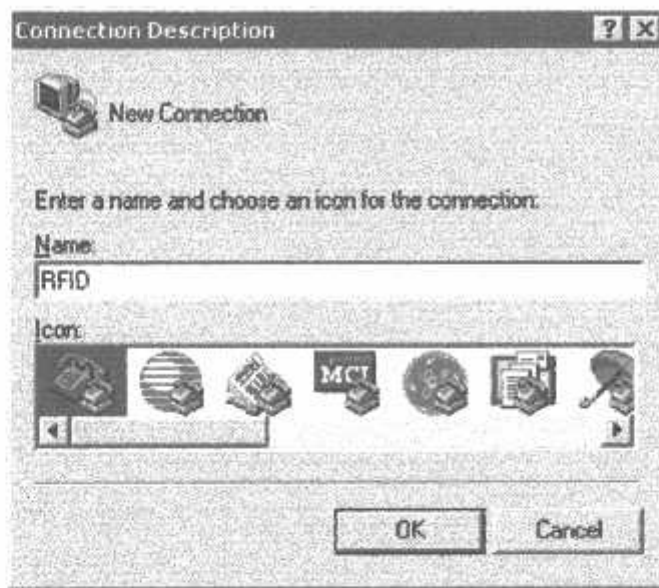 Connection Description
New Connection
Enter a name and choose an icon for the connection:
Name:
RFID
Icon:
MCI
OK
Cancel